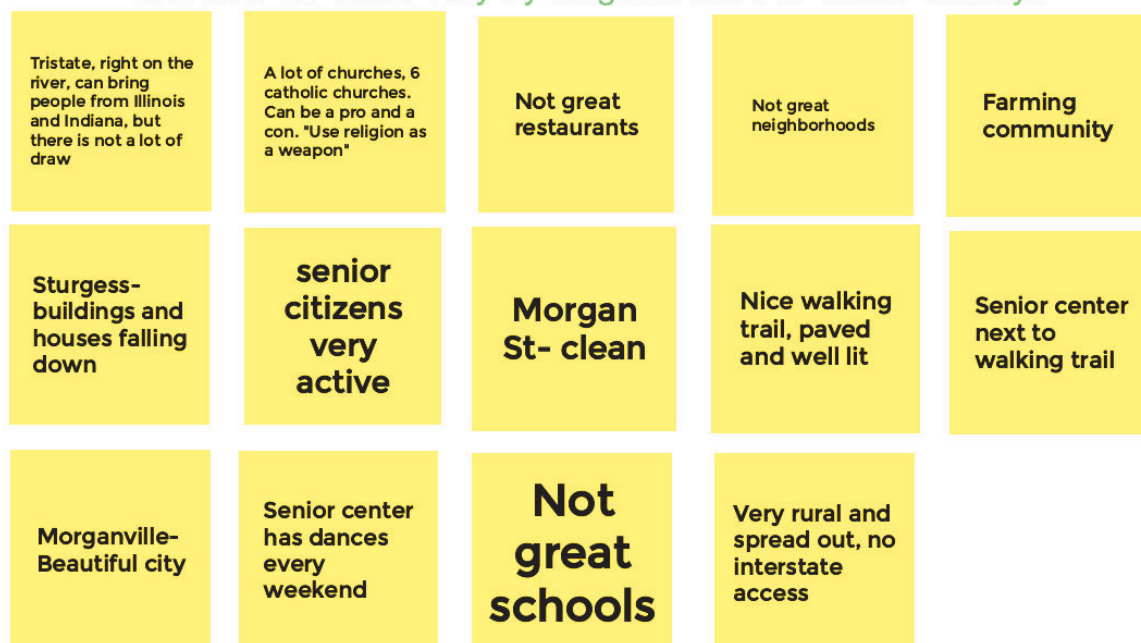 Tristate, right on the
river, can bring
people from Illinois
and Indiana, but
there is not a lot of
draw
A lot of churches, 6
catholic churches.
Can be a pro and a
con. "Use religion as
a weapon"
Not great
restaurants
Not great
neighborhoods
Farming
community
Sturgess-
buildings and
houses falling
down
senior
citizens
very
active
Morgan
St- clean
Nice walking
trail, paved
and well lit
Senior center
next to
walking trail
Morganville-
Beautiful city
Senior center
has dances
every
weekend
Not
great
schools
Very rural and
spread out, no
interstate
access